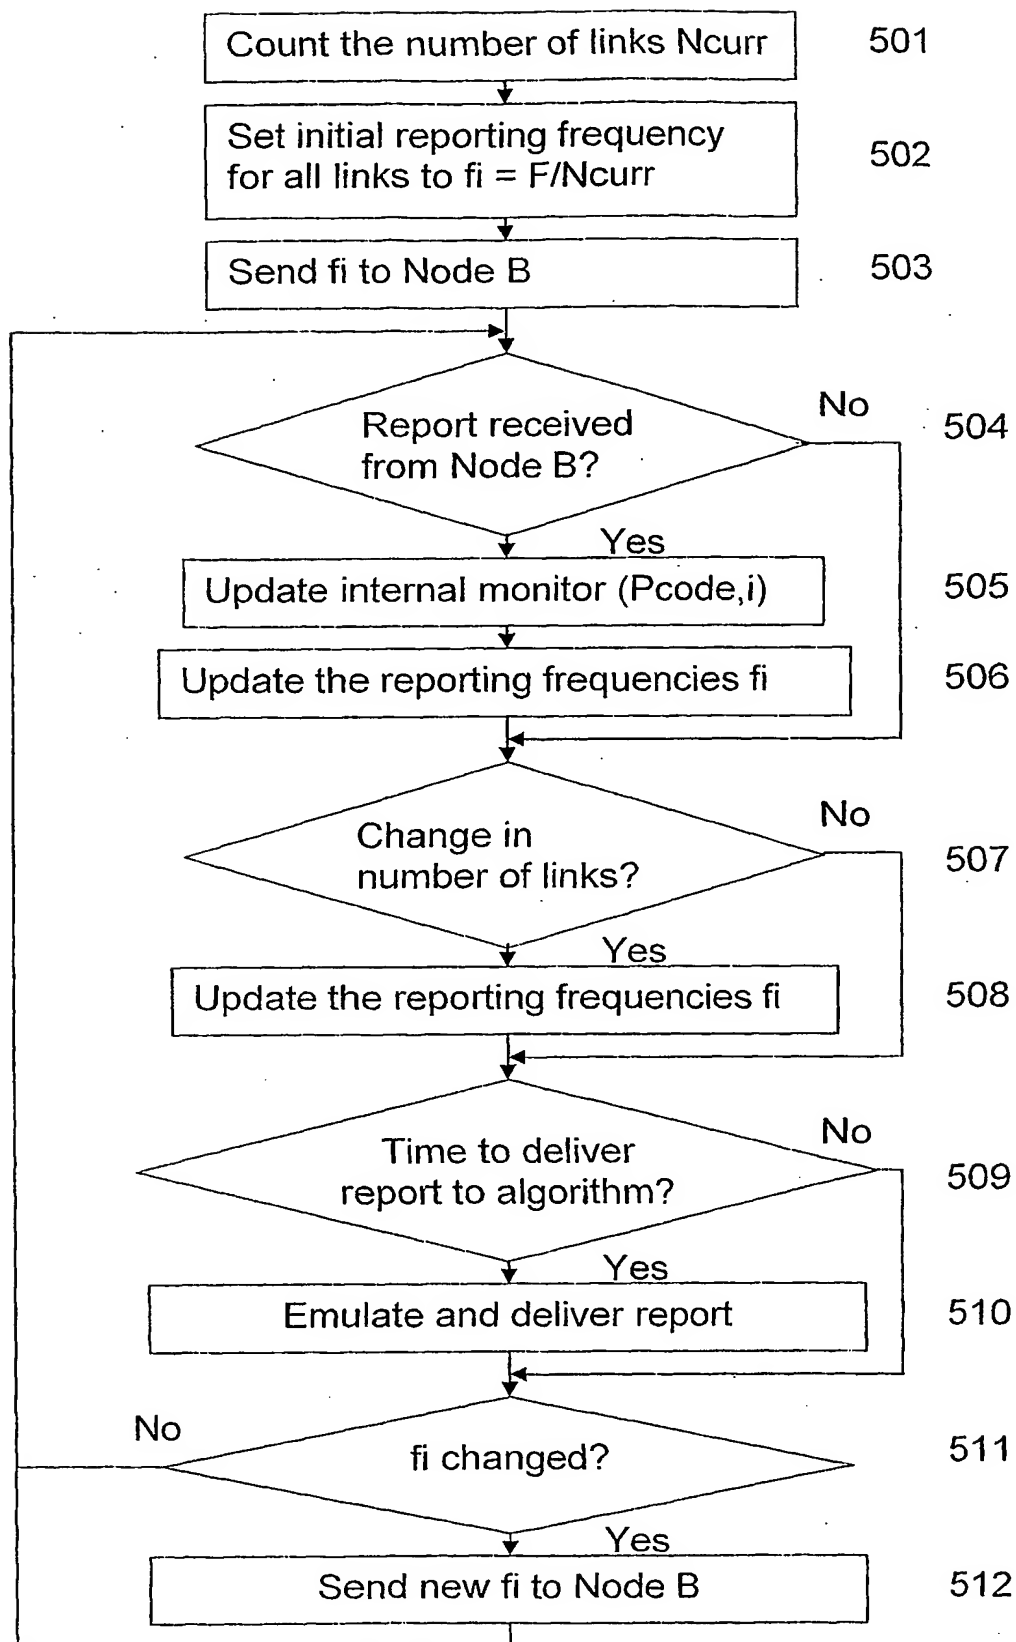 Count the number of links Ncurr 501
Set initial reporting frequency
for all links to fi = F/Ncurr 502
Send fi to Node B 503
No
Report received
from Node B? 504
Yes
Update internal monitor (Pcode,i) 505
Update the reporting frequencies fi 506
No
Change in
number of links? 507
Yes
Update the reporting frequencies fi 508
No
Time to deliver
report to algorithm? 509
Yes
Emulate and deliver report 510
No
fi changed? 511
Yes
Send new fi to Node B 512